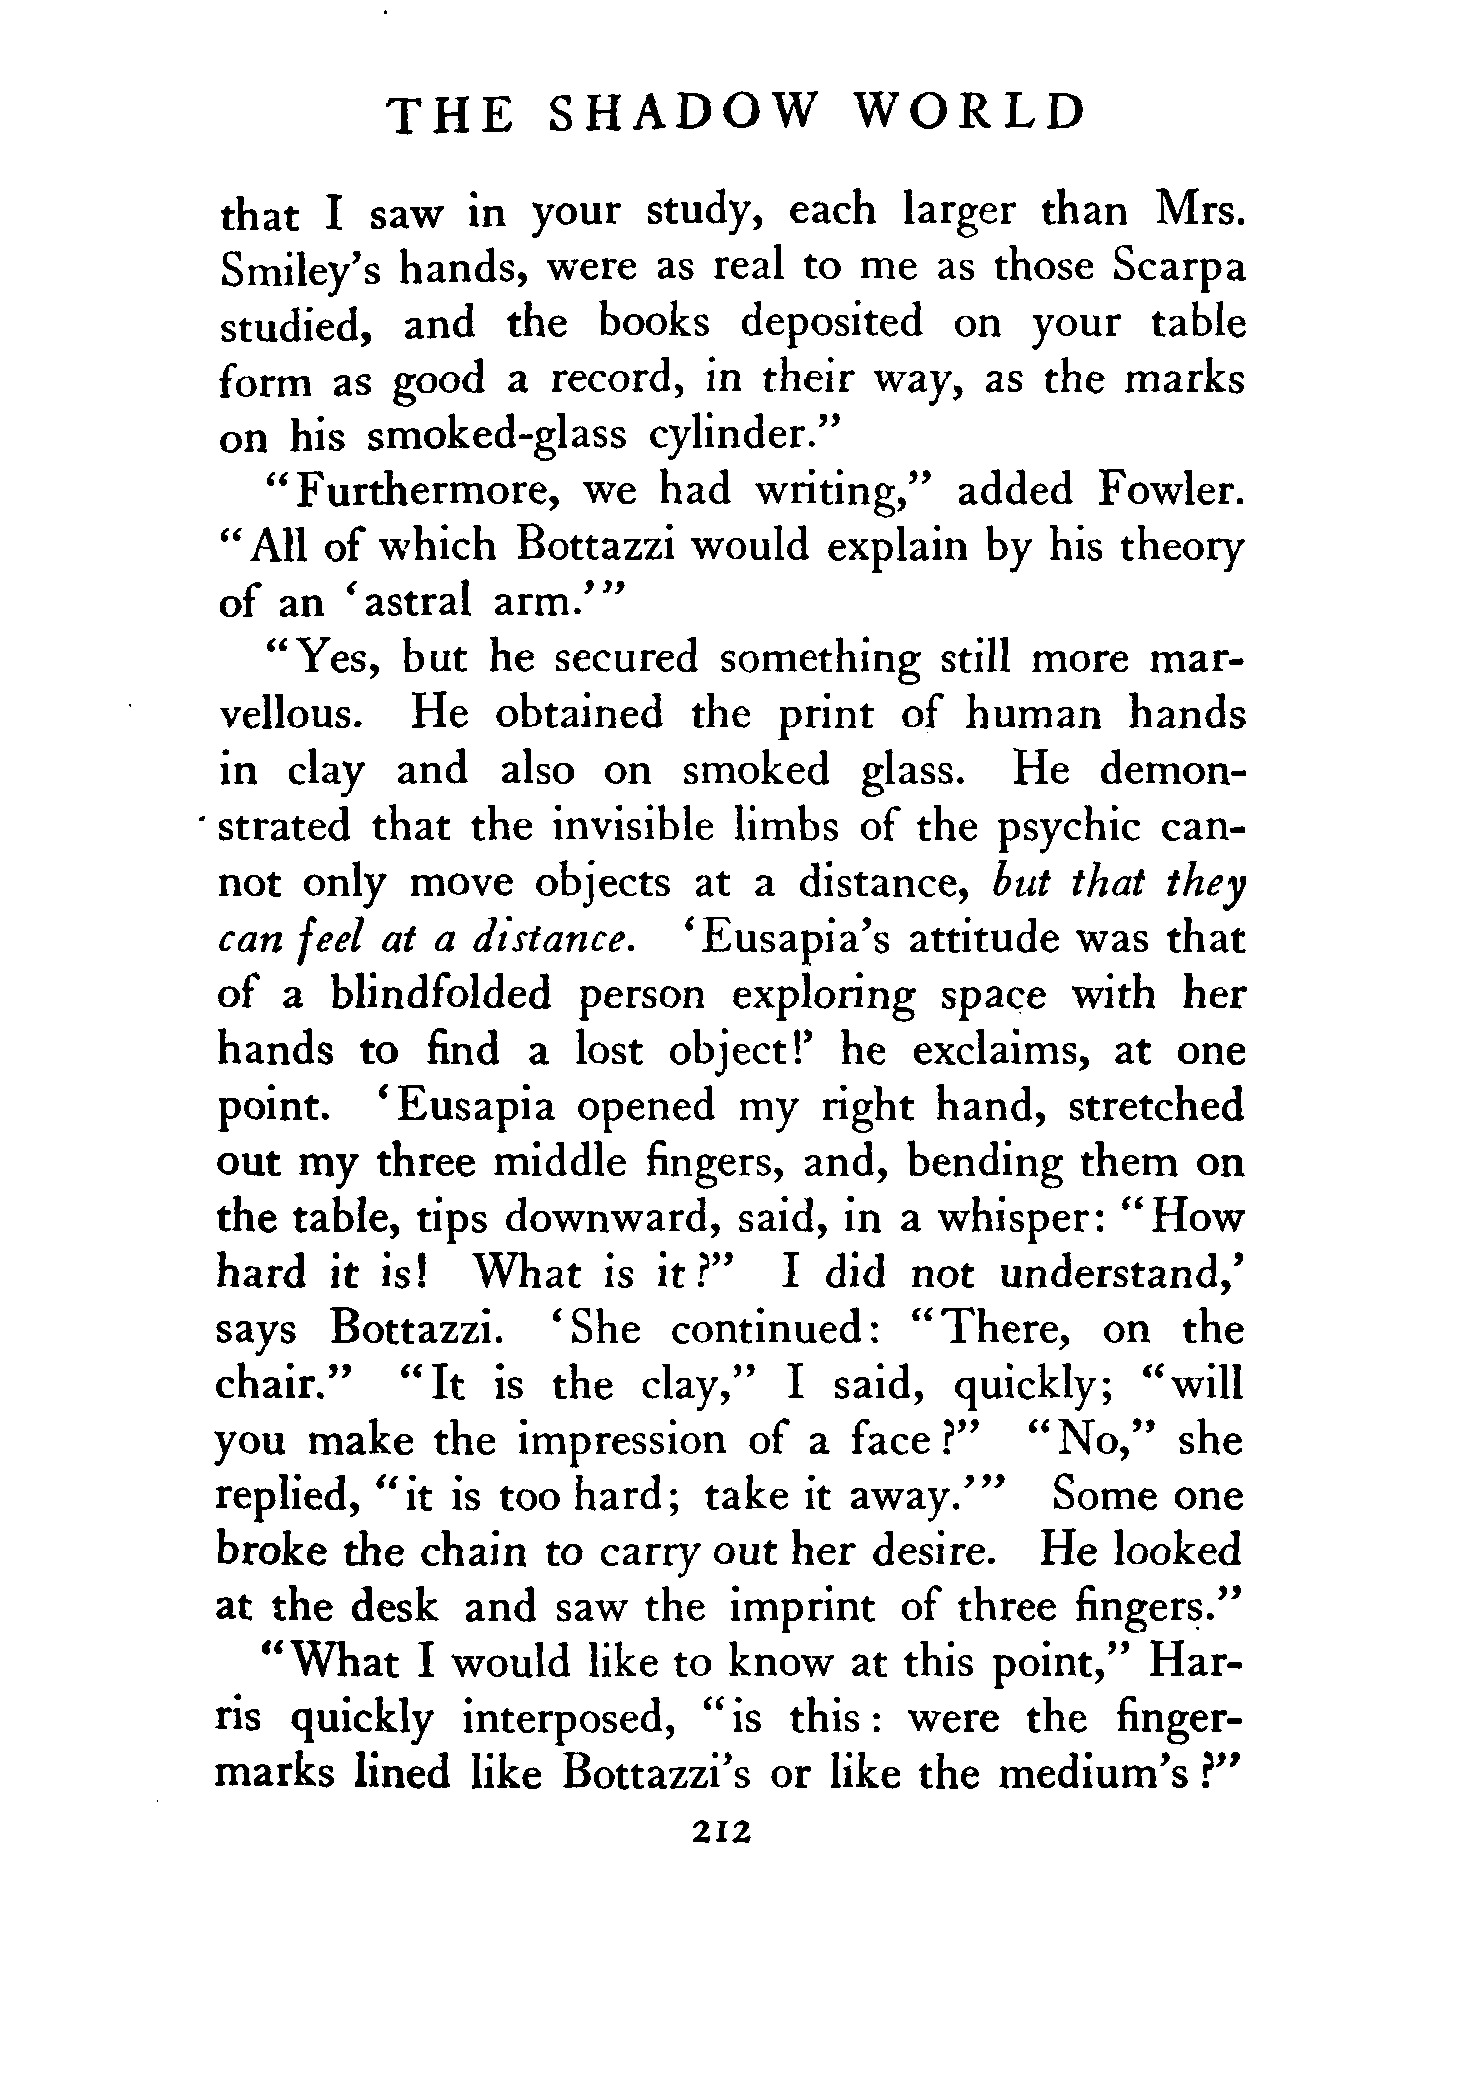 THE SHADOW WORLD
that I saw in your study, each larger than Mrs.
Smiley's hands, were as real to me as those Scarpa
studied, and the books deposited on your table
form as good a record, in their way, as the marks
on his smoked-glass cylinder."
"Furthermore, we had writing," added Fowler.
"All of which Bottazzi would explain by his theory
of an 'astral arm.'"
"Yes, but he secured something still more mar-
vellous. He obtained the print of human hands
in clay and also on smoked glass. He demon-
strated that the invisible limbs of the psychic can-
not only move objects at a distance, but that they
can feel at a distance. 'Eusapia's attitude was that
of a blindfolded person exploring space with her
hands to find a lost object!' he exclaims, at one
point. 'Eusapia opened my right hand, stretched
out my three middle fingers, and, bending them on
the table, tips downward, said, in a whisper: "How
hard it is! What is it?" I did not understand,'
says Bottazzi. 'She continued: "There, on the
chair." "It is the clay," I said, quickly; "will
you make the impression of a face?" "No," she
replied, "it is too hard; take it away.'" Some one
broke the chain to carry out her desire. He looked
at the desk and saw the imprint of three fingers."
"What I would like to know at this point," Har-
ris quickly interposed, "is this: were the finger-
marks lined like Bottazzi's or like the medium's?"
212